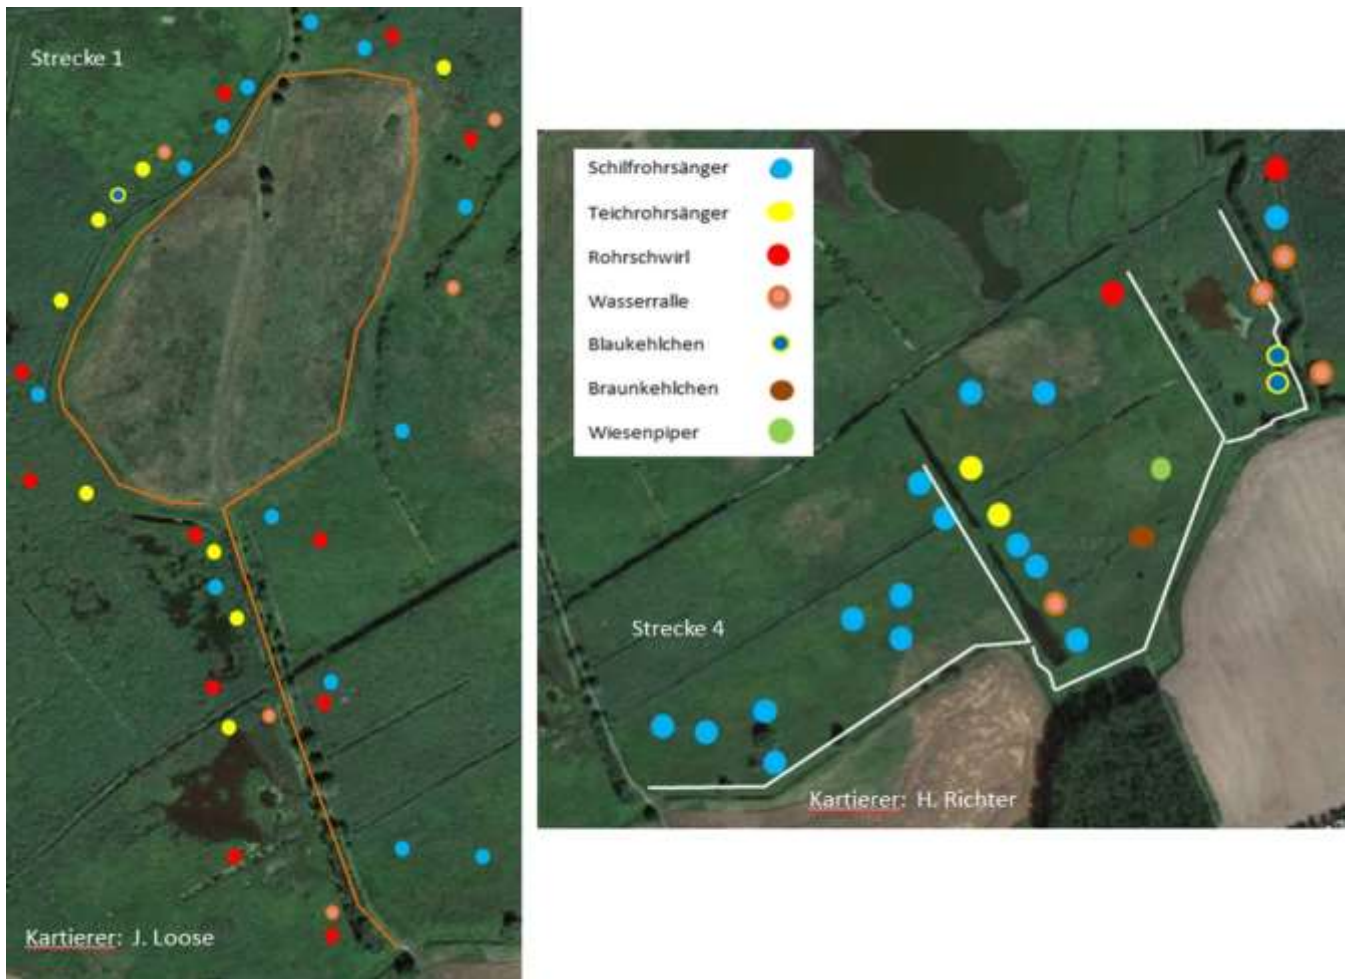 Strecke 1
Kartierer: J. Loose
Schilfrohrsänger
Teichrohrsänger
Rohrschwirl
Wasserralle
Blaukehlchen
Braunkehlchen
Wiesenpiper
Strecke 4
Kartierer: H. Richter